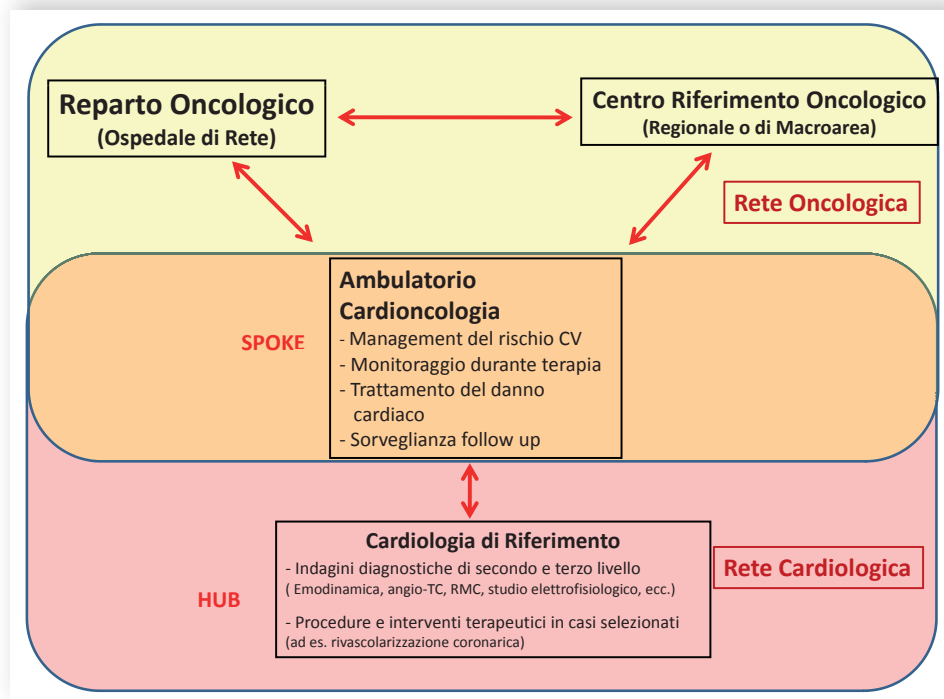 Reparto Oncologico
(Ospedale di Rete)
Centro Riferimento Oncologico
(Regionale o di Macroarea)
Rete Oncologica
SPOKE
Ambulatorio
Cardioncologia
- Management del rischio CV
- Monitoraggio durante terapia
- Trattamento del danno
cardiaco
- Sorveglianza follow up
HUB
Cardiologia di Riferimento
- Indagini diagnostiche di secondo e terzo livello
( Emodinamica, angio-TC, RMC, studio elettrofisiologico, ecc.)
- Procedure e interventi terapeutici in casi selezionati
(ad es. rivascolarizzazione coronarica)
Rete Cardiologica